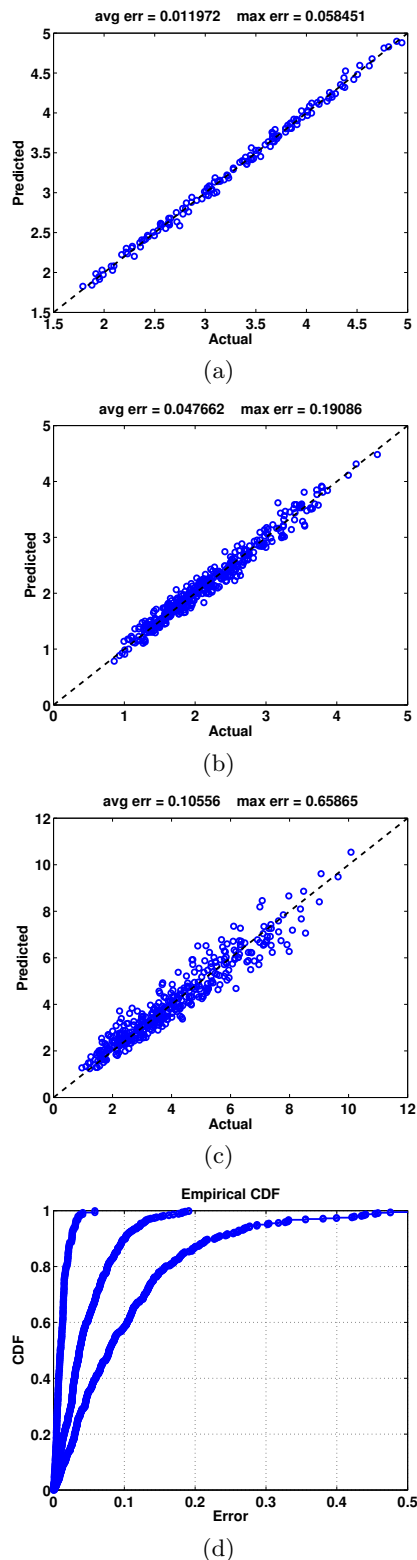 avg err = 0.011972 max err = 0.058451
5
4.5
4
3.5
3
2.5
2
1.5
Predicted
1.5 2 2.5 3 3.5 4 4.5 5
Actual
(a)
avg err = 0.047662 max err = 0.19086
5
4
3
2
1
0
Predicted
0 1 2 3 4 5
Actual
(b)
avg err = 0.10556 max err = 0.65865
12
10
8
6
4
2
0
Predicted
0 2 4 6 8 10 12
Actual
(c)
Empirical CDF
1
0.8
0.6
0.4
0.2
0
CDF
0 0.1 0.2 0.3 0.4 0.5
Error
(d)